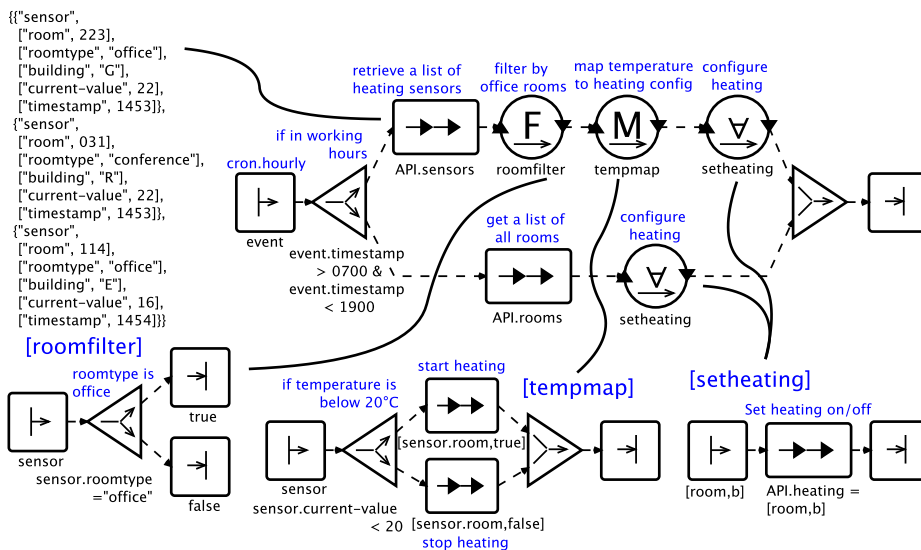 {{"sensor",
["room", 223],
["roomtype", "office"],
["building", "G"],
["current-value", 22],
["timestamp", 1453]},
{"sensor",
["room", 031],
["roomtype", "conference"],
["building", "R"],
["current-value", 22],
["timestamp", 1453]},
{"sensor",
["room", 114],
["roomtype", "office"],
["building", "E"],
["current-value", 16],
["timestamp", 1454]}}
retrieve a list of
heating sensors
API.sensors
filter by
office rooms
F
roomfilter
map temperature
to heating config
M
tempmap
configure
heating
∀
setheating
cron.hourly
event
if in working
hours
event.timestamp
> 0700 &
event.timestamp
< 1900
get a list of
all rooms
API.rooms
configure
heating
∀
setheating
[roomfilter]
roomtype is
office
sensor
sensor.roomtype
="office"
true
false
[tempmap]
if temperature is
below 20°C
sensor
sensor.current-value
< 20
start heating
[sensor.room,true]
[sensor.room,false]
stop heating
[setheating]
Set heating on/off
[room,b]
API.heating =
[room,b]